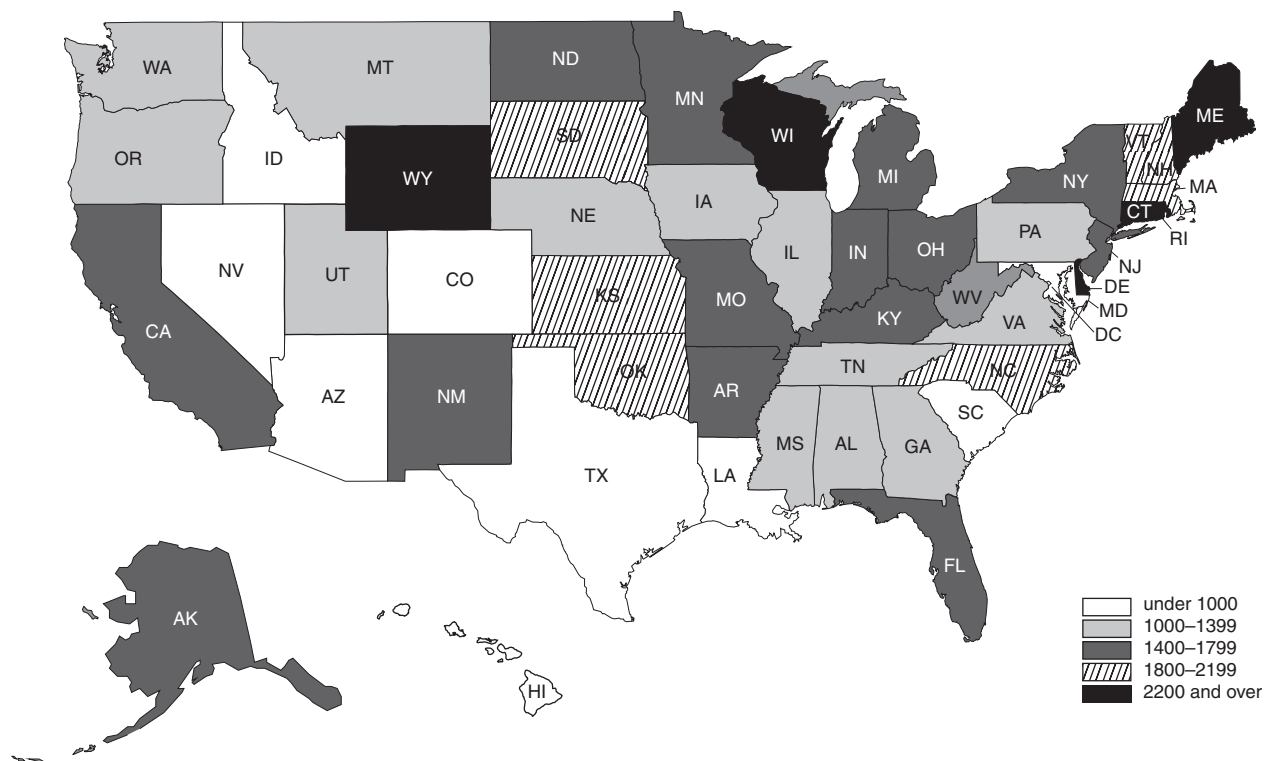 WA
MT
ND
MN
OR
ID
WY
SD
WI
MI
ME
VT
NH
NY
MA
CT
RI
NV
UT
CO
NE
IA
IL
IN
OH
PA
NJ
DE
MD
DC
CA
KS
MO
KY
WV
VA
AZ
NM
OK
AR
TN
NC
SC
TX
LA
MS
AL
GA
FL
AK
HI
under 1000
1000–1399
1400–1799
1800–2199
2200 and over